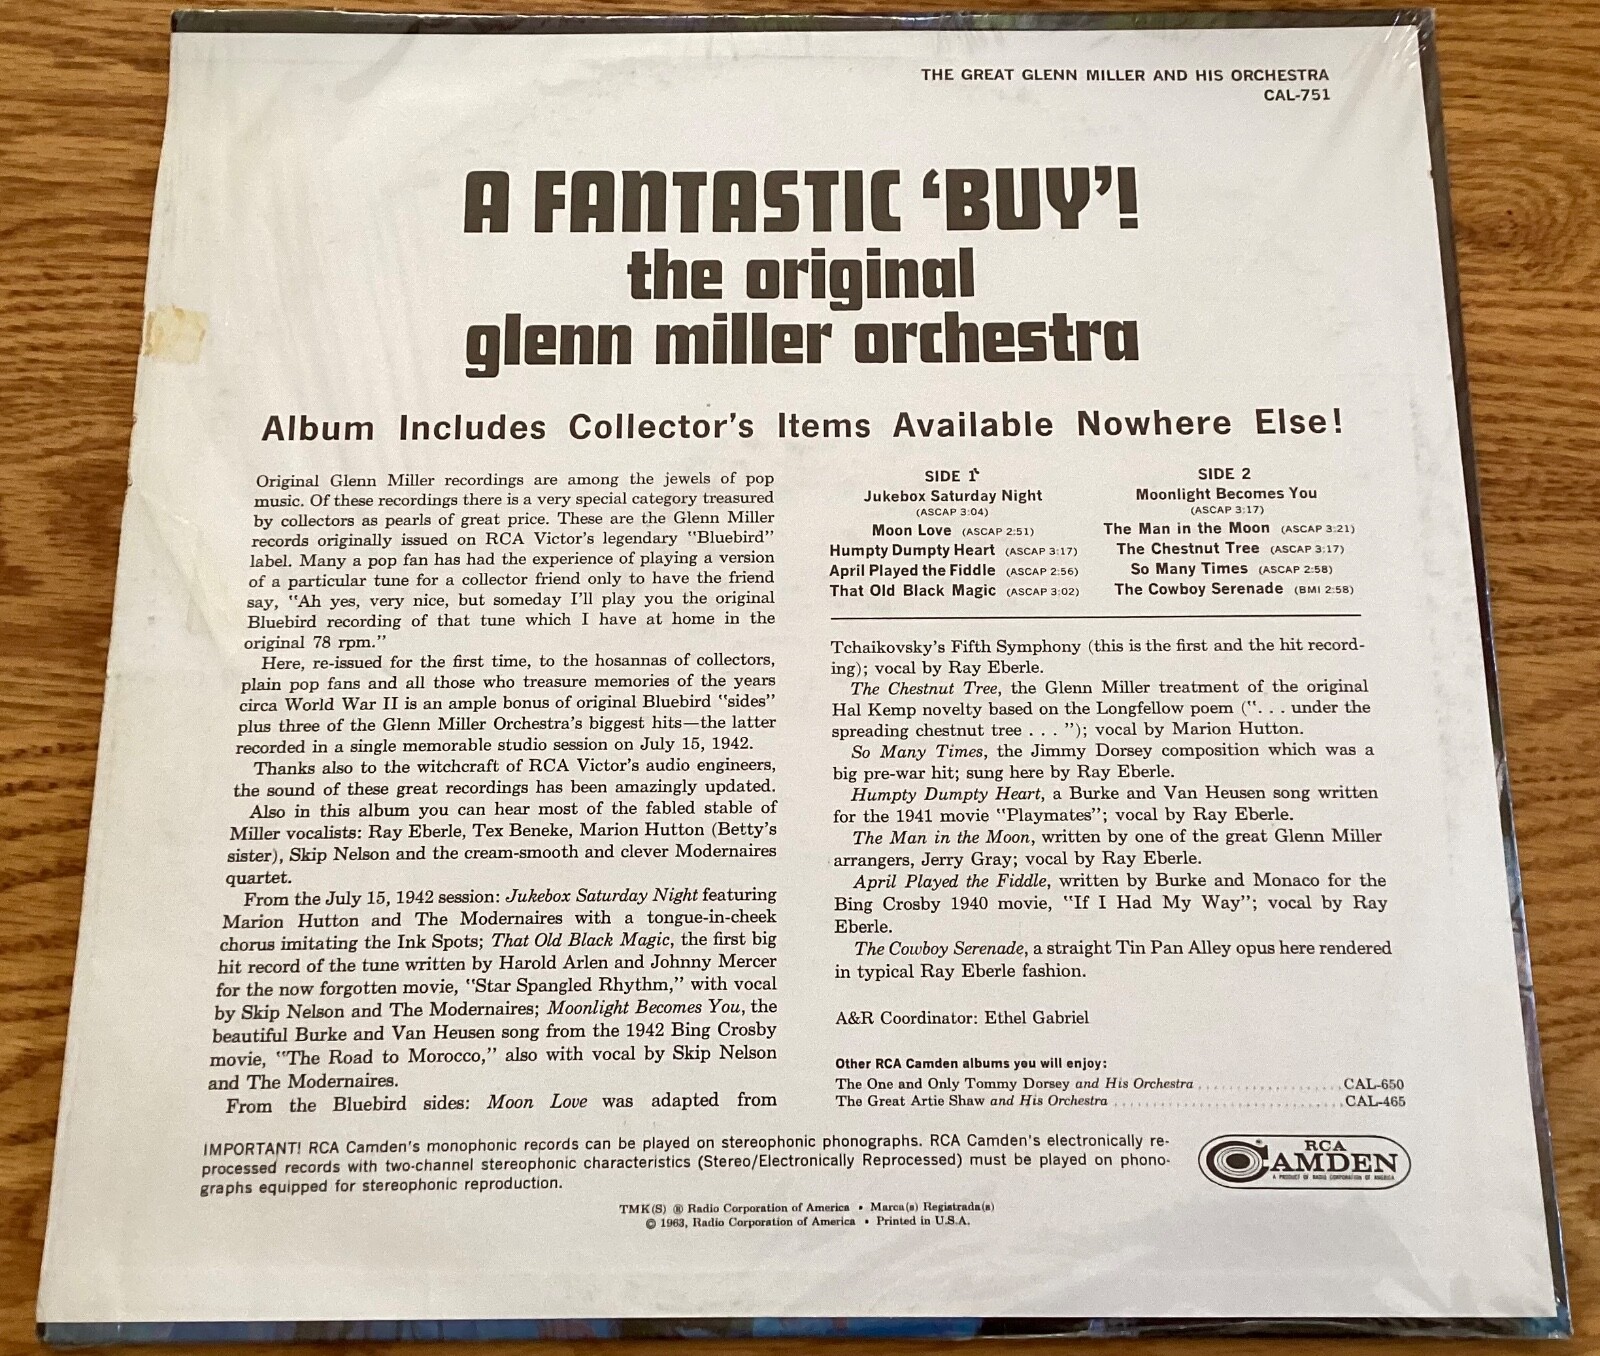 THE GREAT GLENN MILLER AND HIS ORCHESTRA
CAL-751
A FANTASTIC ‘BUY’!
the original
glenn miller orchestra
Album Includes Collector’s Items Available Nowhere Else!
Original Glenn Miller recordings are among the jewels of pop
music. Of these recordings there is a very special category treasured
by collectors as pearls of great price. These are the Glenn Miller
records originally issued on RCA Victor’s legendary “Bluebird”
label. Many a pop fan has had the experience of playing a version
of a particular tune for a collector friend only to have the friend
say, “Ah yes, very nice, but someday I’ll play you the original
Bluebird recording of that tune which I have at home in the
original 78 rpm.”
Here, re-issued for the first time, to the hosannas of collectors,
plain pop fans and all those who treasure memories of the years
circa World War II is an ample bonus of original Bluebird “sides”
plus three of the Glenn Miller Orchestra’s biggest hits—the latter
recorded in a single memorable studio session on July 15, 1942.
Thanks also to the witchcraft of RCA Victor’s audio engineers,
the sound of these great recordings has been amazingly updated.
Also in this album you can hear most of the fabled stable of
Miller vocalists: Ray Eberle, Tex Beneke, Marion Hutton (Betty’s
sister), Skip Nelson and the cream-smooth and clever Modernaires
quartet.
From the July 15, 1942 session: Jukebox Saturday Night featuring
Marion Hutton and The Modernaires with a tongue-in-cheek
chorus imitating the Ink Spots; That Old Black Magic, the first big
hit record of the tune written by Harold Arlen and Johnny Mercer
for the now forgotten movie, “Star Spangled Rhythm,” with vocal
by Skip Nelson and The Modernaires; Moonlight Becomes You, the
beautiful Burke and Van Heusen song from the 1942 Bing Crosby
movie, “The Road to Morocco,” also with vocal by Skip Nelson
and The Modernaires.
From the Bluebird sides: Moon Love was adapted from
SIDE 1
Jukebox Saturday Night
(ASCAP 3:04)
Moon Love (ASCAP 2:51)
Humpty Dumpty Heart (ASCAP 3:17)
April Played the Fiddle (ASCAP 2:56)
That Old Black Magic (ASCAP 3:02)
SIDE 2
Moonlight Becomes You
(ASCAP 3:17)
The Man in the Moon (ASCAP 3:21)
The Chestnut Tree (ASCAP 3:17)
So Many Times (ASCAP 2:58)
The Cowboy Serenade (BMI 2:58)
Tchaikovsky’s Fifth Symphony (this is the first and the hit record-
ing); vocal by Ray Eberle.
The Chestnut Tree, the Glenn Miller treatment of the original
Hal Kemp novelty based on the Longfellow poem (“. . . under the
spreading chestnut tree . . . ”); vocal by Marion Hutton.
So Many Times, the Jimmy Dorsey composition which was a
big pre-war hit; sung here by Ray Eberle.
Humpty Dumpty Heart, a Burke and Van Heusen song written
for the 1941 movie “Playmates”; vocal by Ray Eberle.
The Man in the Moon, written by one of the great Glenn Miller
arrangers, Jerry Gray; vocal by Ray Eberle.
April Played the Fiddle, written by Burke and Monaco for the
Bing Crosby 1940 movie, “If I Had My Way”; vocal by Ray
Eberle.
The Cowboy Serenade, a straight Tin Pan Alley opus here rendered
in typical Ray Eberle fashion.
A&R Coordinator: Ethel Gabriel
Other RCA Camden albums you will enjoy:
The One and Only Tommy Dorsey and His Orchestra ..................... CAL-650
The Great Artie Shaw and His Orchestra .................................. CAL-465
IMPORTANT! RCA Camden’s monophonic records can be played on stereophonic phonographs. RCA Camden’s electronically re-
processed records with two-channel stereophonic characteristics (Stereo/Electronically Reprocessed) must be played on phono-
graphs equipped for stereophonic reproduction.
RCA
CAMDEN
A PRODUCT OF RADIO CORPORATION OF AMERICA
TMK(S) ® Radio Corporation of America • Marca(s) Registrada(s)
© 1963, Radio Corporation of America • Printed in U.S.A.